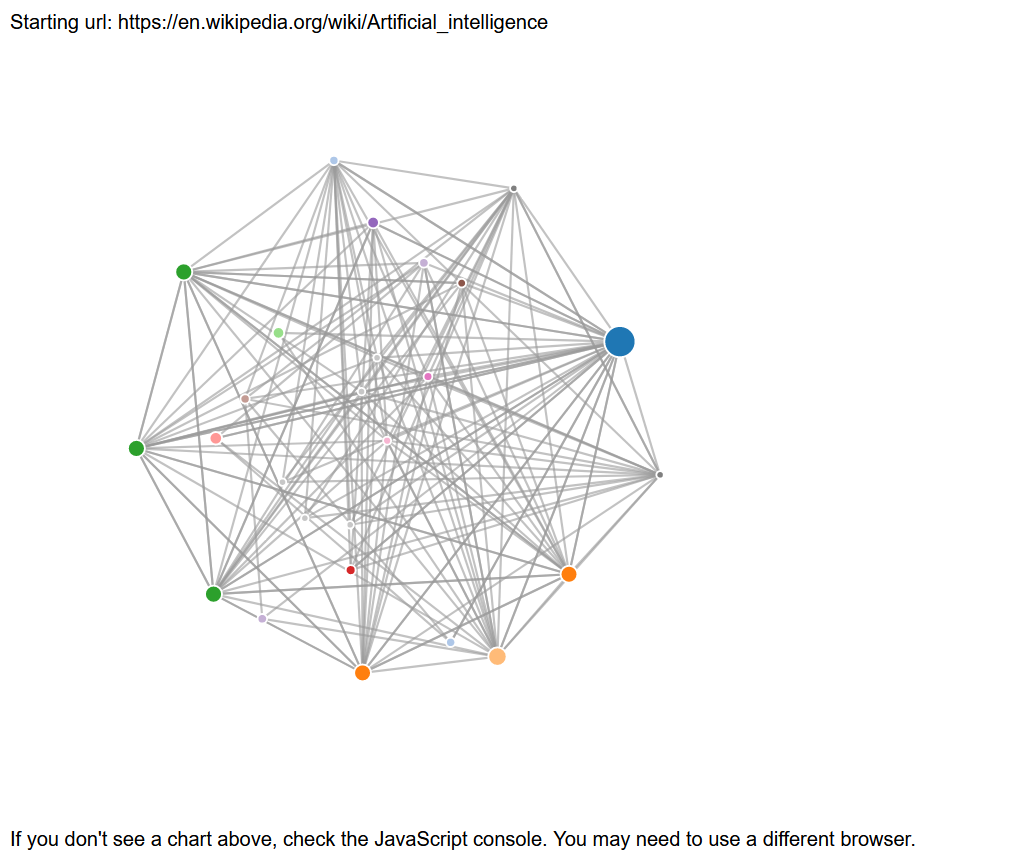 Starting url: https://en.wikipedia.org/wiki/Artificial_intelligence
If you don't see a chart above, check the JavaScript console. You may need to use a different browser.